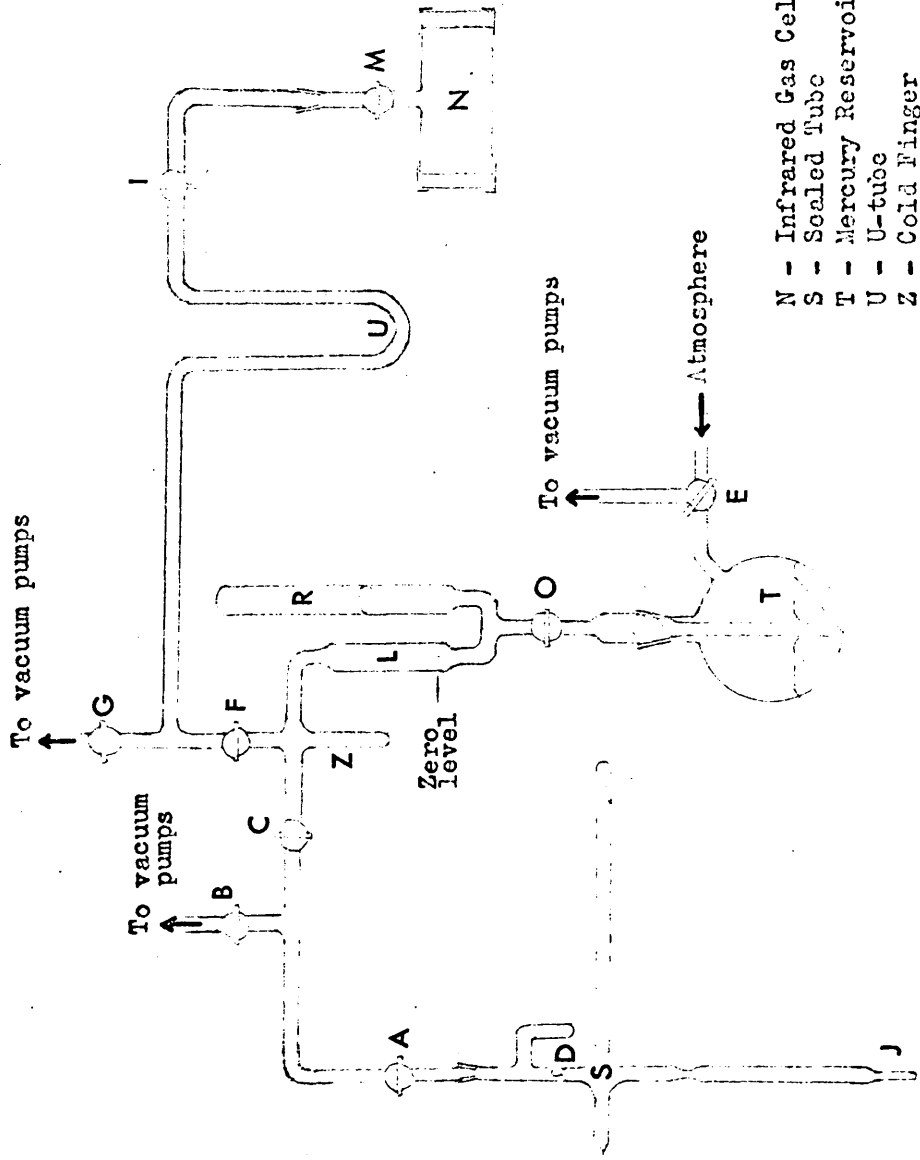 To vacuum pumps
G
To vacuum
pumps
B
C
F
Z
Zero
level
L
R
O
A
D
S
J
I
U
M
N
To vacuum pumps
Atmosphere
E
T
N - Infrared Gas Cel
S - Sealed Tube
T - Mercury Reservoi
U - U-tube
Z - Cold Finger